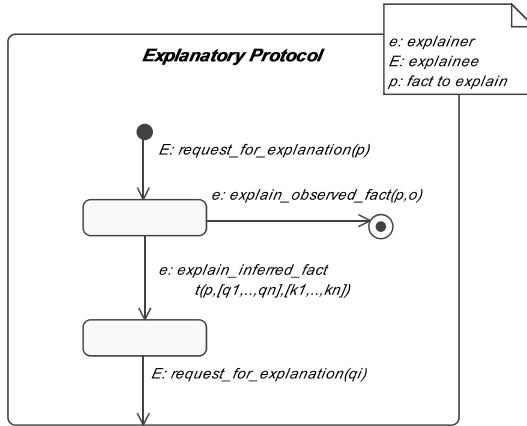 Explanatory Protocol
e: explainer
E: explainee
p: fact to explain
E: request_for_explanation(p)
e: explain_observed_fact(p,o)
e: explain_inferred_fact
t(p,[q1,..,qn],[k1,..,kn])
E: request_for_explanation(qi)